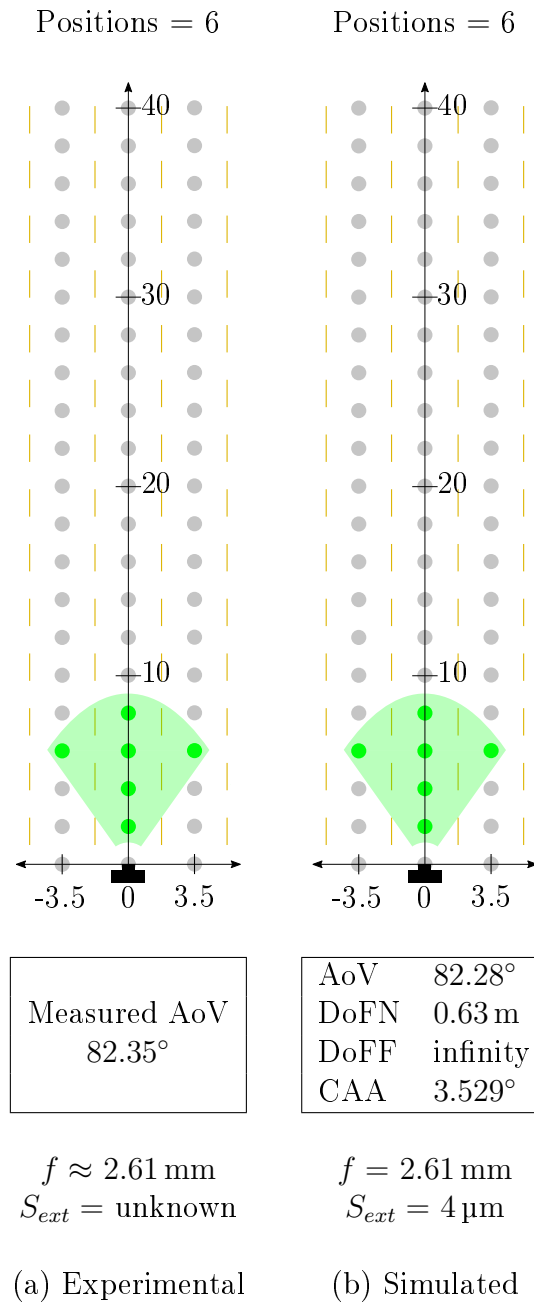 Positions = 6
40
30
20
10
-3.5 0 3.5
Measured AoV
82.35°
f ≈ 2.61 mm
S_ext = unknown
(a) Experimental
Positions = 6
40
30
20
10
-3.5 0 3.5
AoV 82.28°
DoFN 0.63 m
DoFF infinity
CAA 3.529°
f = 2.61 mm
S_ext = 4 µm
(b) Simulated